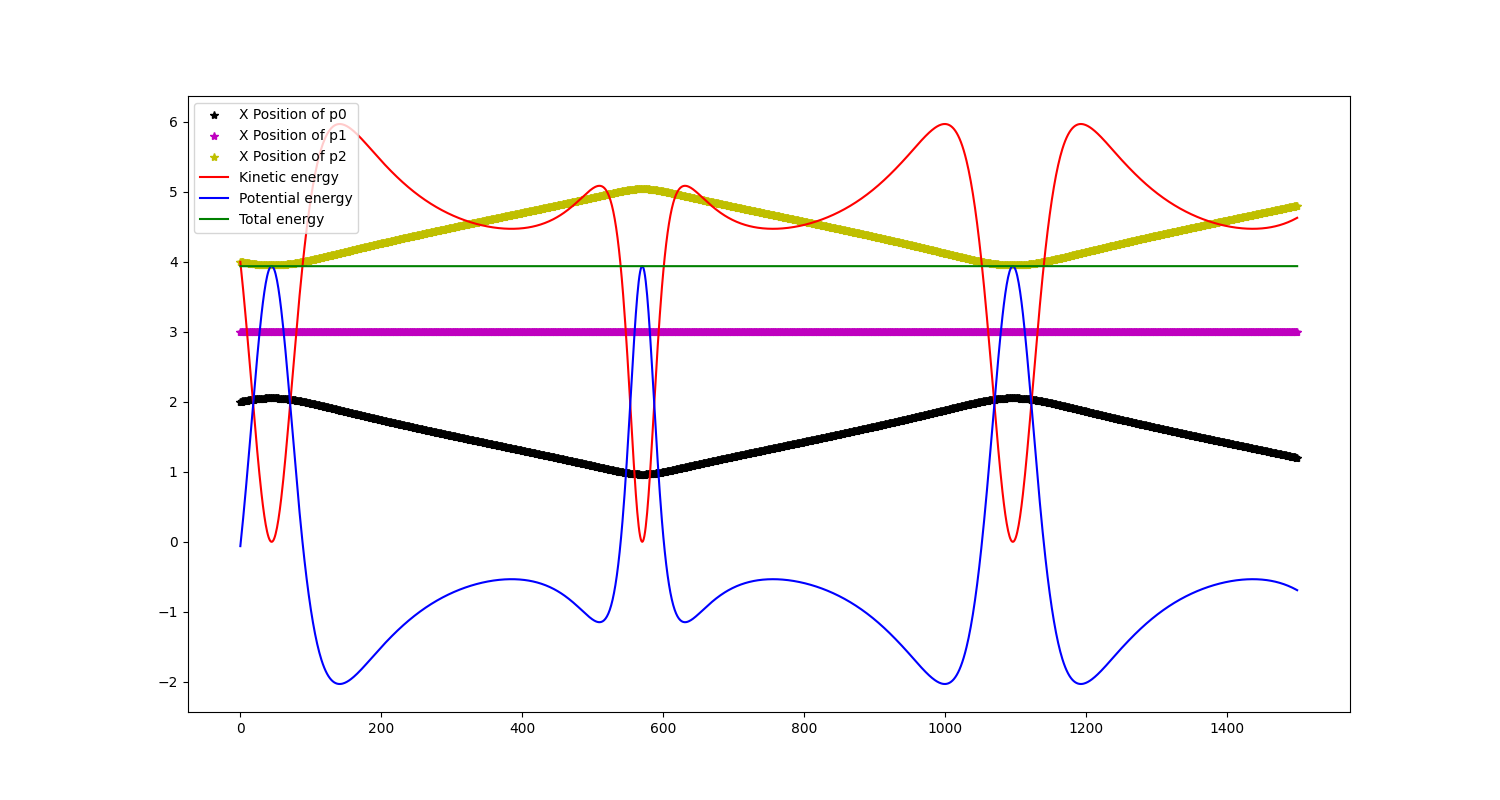 X Position of p0
X Position of p1
X Position of p2
Kinetic energy
Potential energy
Total energy
6
5
4
3
2
1
0
−1
−2
0 200 400 600 800 1000 1200 1400